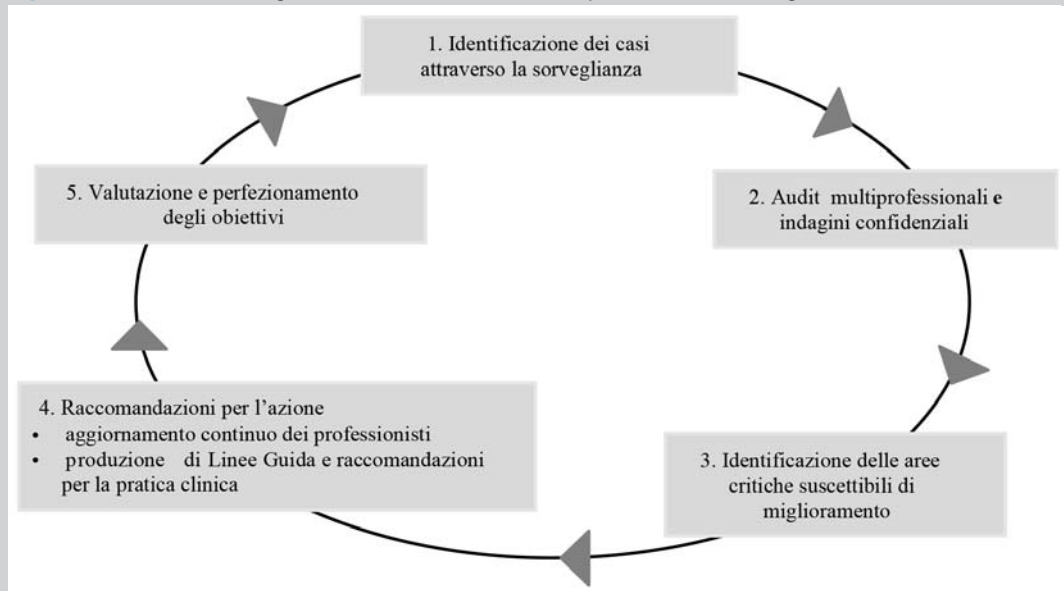 1. Identificazione dei casi
attraverso la sorveglianza
2. Audit multiprofessionali e
indagini confidenziali
3. Identificazione delle aree
critiche suscettibili di
miglioramento
4. Raccomandazioni per l'azione
• aggiornamento continuo dei professionisti
• produzione di Linee Guida e raccomandazioni
per la pratica clinica
5. Valutazione e perfezionamento
degli obiettivi